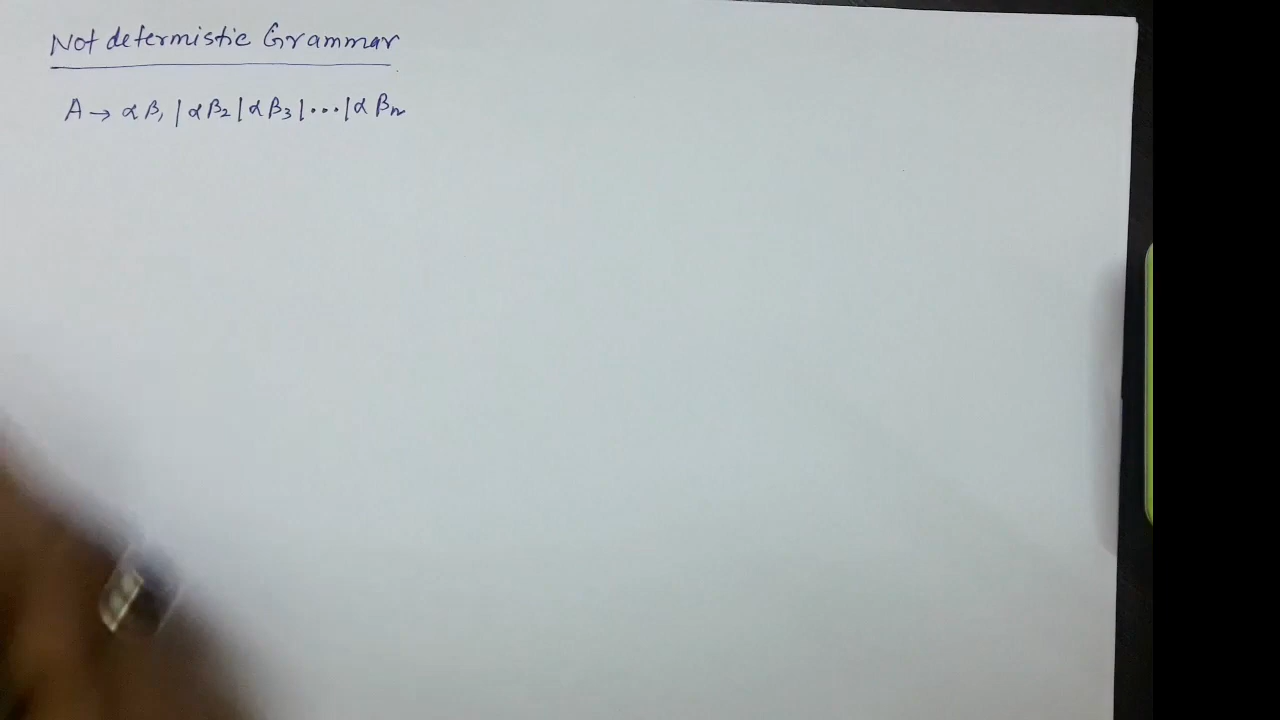 Not determistic Grammar
A → αβ₁ | αβ₂ | αβ₃ | ... | αβₙ